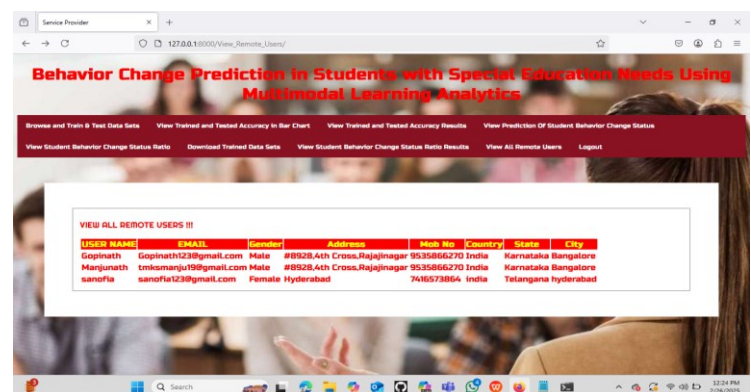 Service Provider
127.0.0.1:8000/View_Remote_Users/
Behavior Change Prediction in Students with Special Education Needs Using
Multimodal Learning Analytics
Browse and Train & Test Data Sets View Trained and Tested Accuracy in Bar Chart View Trained and Tested Accuracy Results View Prediction Of Student Behavior Change Status
View Student Behavior Change Status Ratio Download Trained Data Sets View Student Behavior Change Status Ratio Results View All Remote Users Logout
VIEW ALL REMOTE USERS !!!
USER NAME EMAIL Gender Address Mob No Country State City
Gopinath Gopinath123@gmail.com Male #8928,4th Cross,Rajajinagar 9535866270 India Karnataka Bangalore
Manjunath tmksmanju19@gmail.com Male #8928,4th Cross,Rajajinagar 9535866270 India Karnataka Bangalore
sanofia sanofia123@gmail.com Female Hyderabad 7416573864 india Telangana hyderabad
Search
12:24 PM
2/26/2025